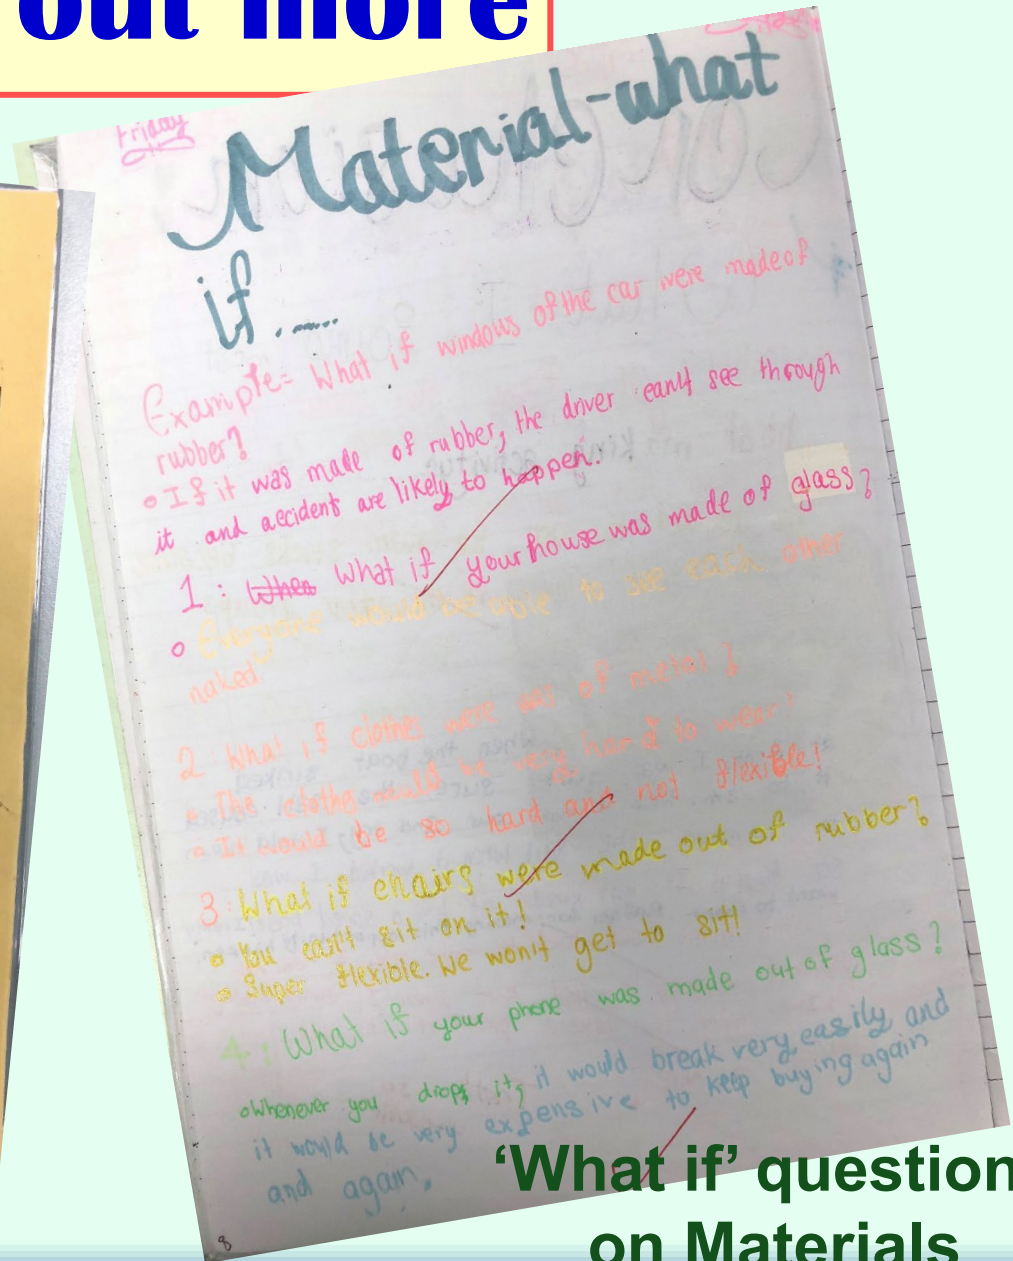 out more
Friday
Material-what
if.....
Example= What if windows of the car were made of
rubber?
If it was made of rubber, the driver can't see through
it and accident are likely to happen.
1: When What if your house was made of glass?
Everyone would be able to see each other
naked
2 What if clothes were out of metal?
The cloths would be very hard to wear!
It would be so hard and not flexible!
3: What if chairs were made out of rubber?
You can't sit on it!
Super flexible. We won't get to sit!
4: What if your phone was made out of glass?
Whenever you drops it, it would break very easily and
it would be very expensive to keep buying again
and again.
8
‘What if’ question
on Materials